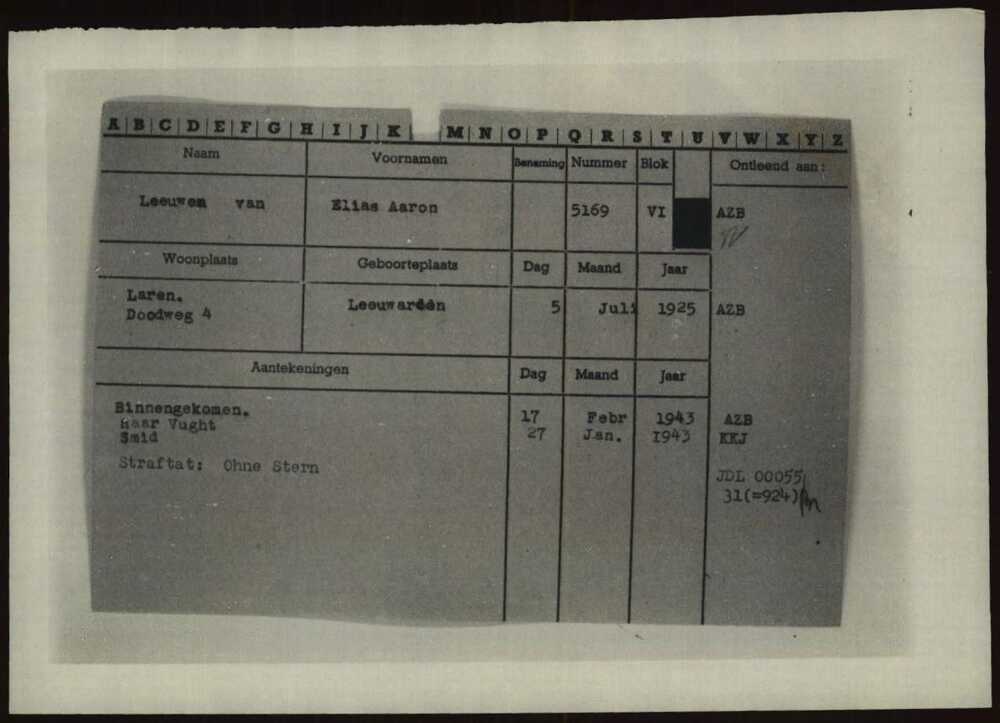 A B C D E F G H I J K M N O P Q R S T U V W X Y Z
Naam Voornamen Benaming Nummer Blok Ontleend aan:
Leeuwen van Elias Aaron 5169 VI AZB
Woonplaats Geboorteplaats Dag Maand Jaar
Laren. Leeuwarden 5 Juli 1925 AZB
Doodweg 4
Aantekeningen Dag Maand Jaar
Binnengekomen. 17 Febr 1943 AZB
Naar Vught 27 Jan. 1943 KKJ
Smid
Straftat: Ohne Stern JDL 00055
31(=924)